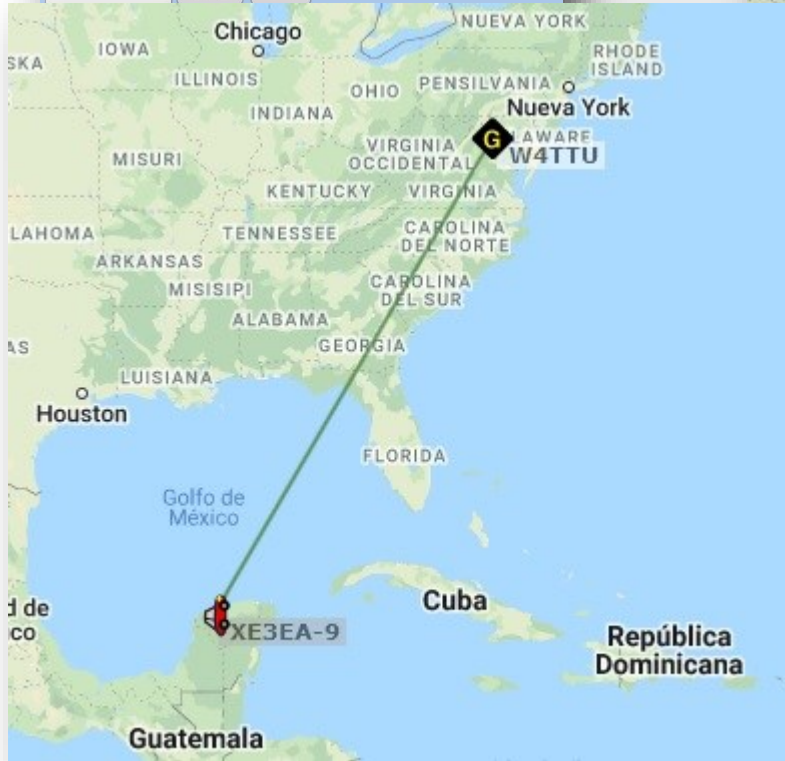 NUEVA YORK
Chicago
IOWA
RHODE
ISLAND
SKA
ILLINOIS
OHIO
PENSILVANIA
INDIANA
Nueva York
LAWARE
W4TTU
G
MISURI
VIRGINIA
OCCIDENTAL
KENTUCKY
VIRGINIA
LAHOMA
TENNESSEE
CAROLINA
DEL NORTE
ARKANSAS
MISISIPI
CAROLINA
DEL SUR
ALABAMA
AS
GEORGIA
LUISIANA
Houston
FLORIDA
Golfo de
México
d de
co
Cuba
XE3EA-9
República
Dominicana
Guatemala